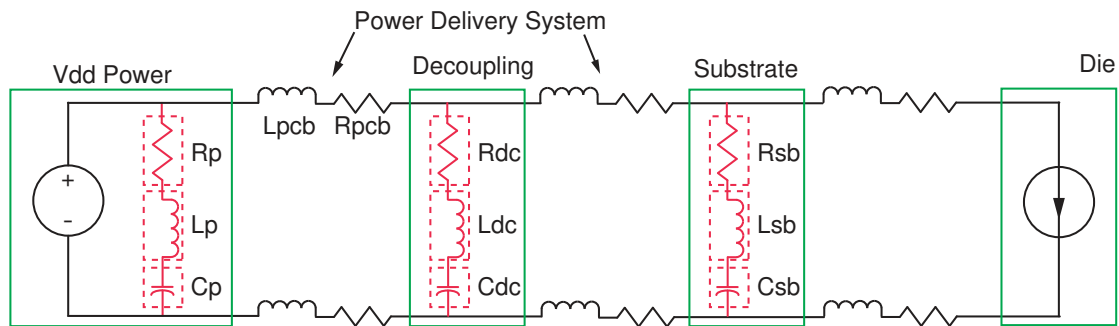 Power Delivery System
Vdd Power
Decoupling
Substrate
Die
Lpcb
Rpcb
Rp
Rdc
Rsb
+
-
Lp
Ldc
Lsb
Cp
Cdc
Csb